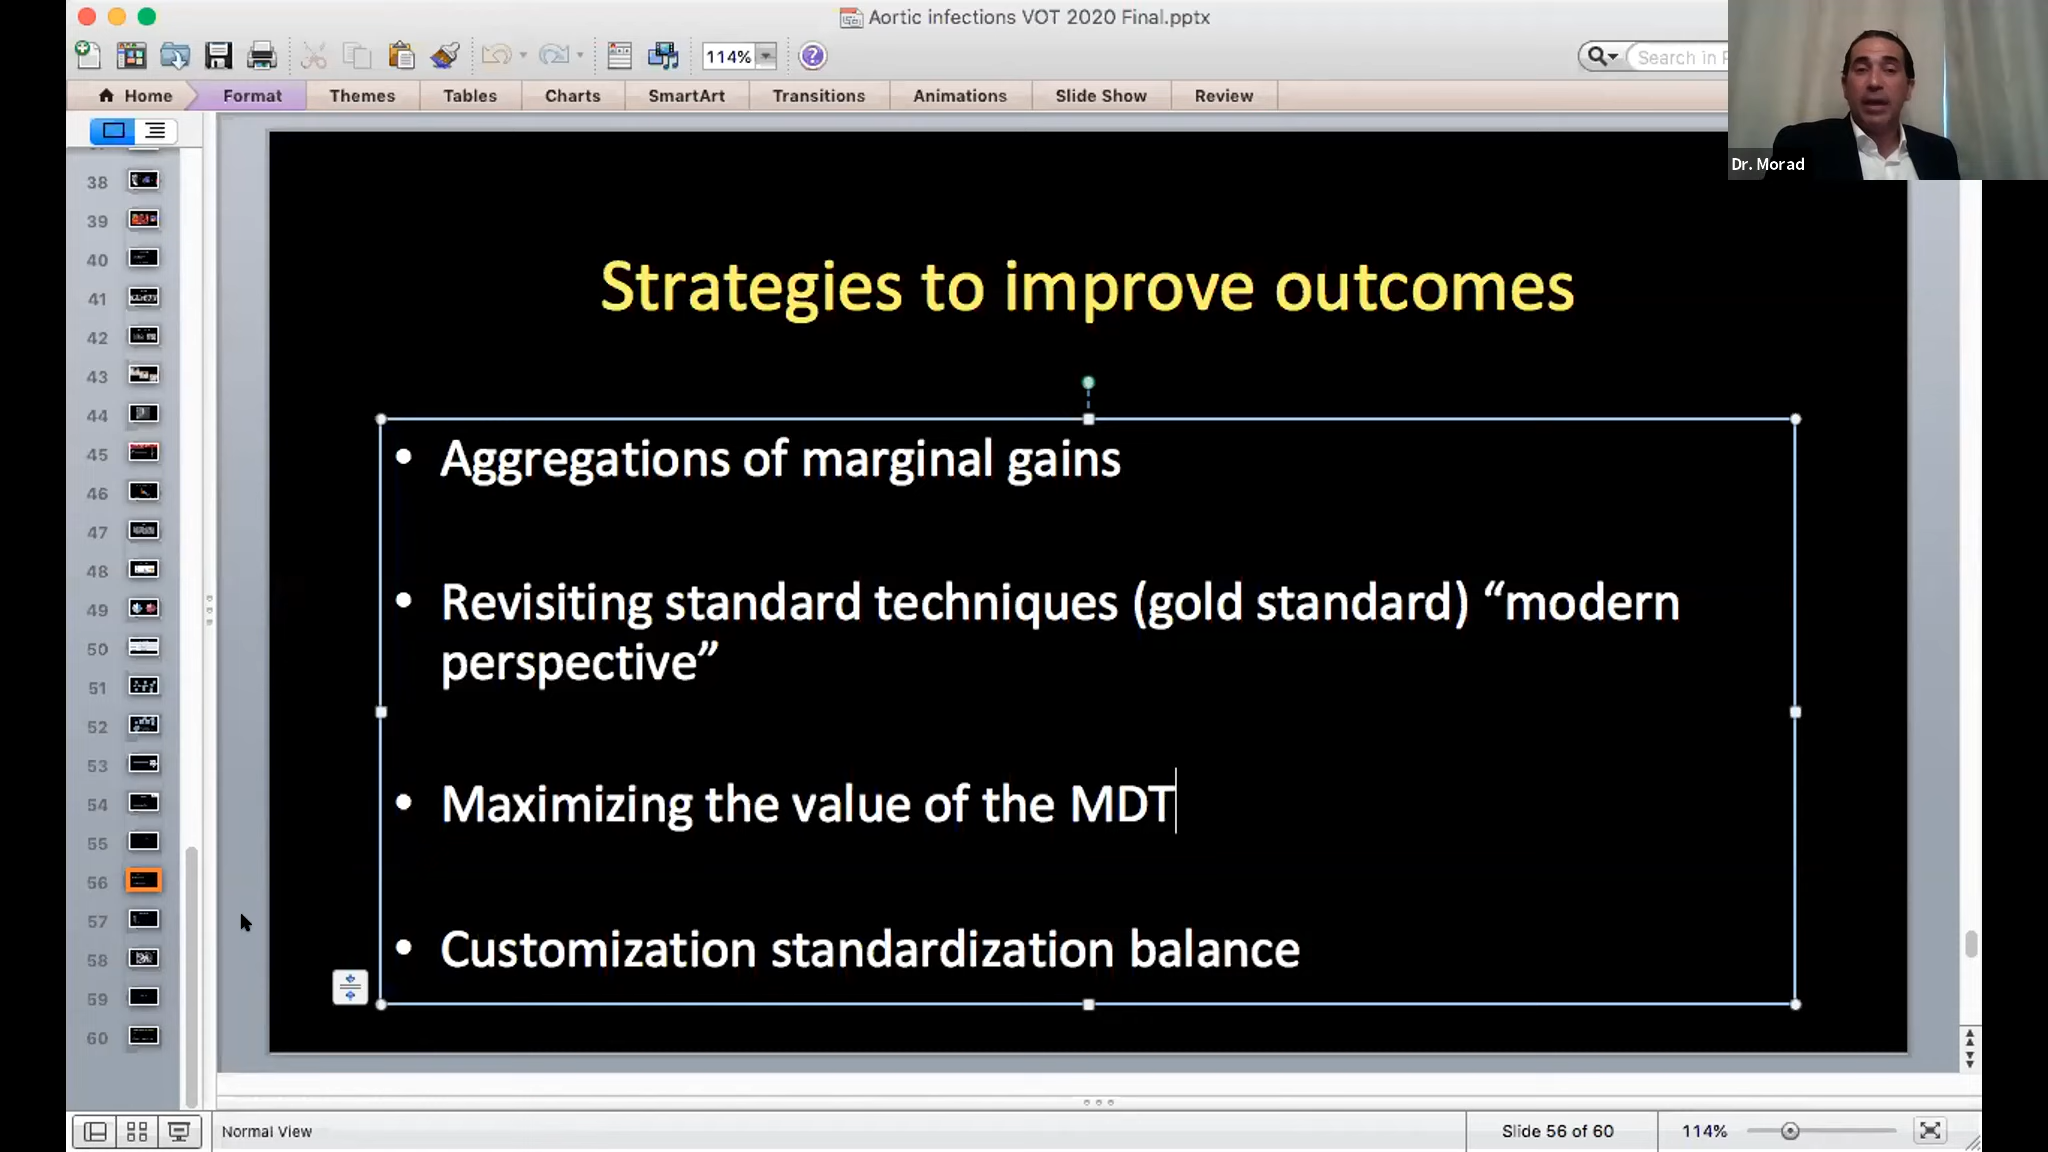 Aortic infections VOT 2020 Final.pptx
114%
Search in P
Home Format Themes Tables Charts SmartArt Transitions Animations Slide Show Review
Dr. Morad
38
39
40
41
42
43
44
45
46
47
48
49
50
51
52
53
54
55
56
57
58
59
60
Strategies to improve outcomes
• Aggregations of marginal gains
• Revisiting standard techniques (gold standard) “modern
perspective”
• Maximizing the value of the MDT
• Customization standardization balance
Normal View
Slide 56 of 60
114%